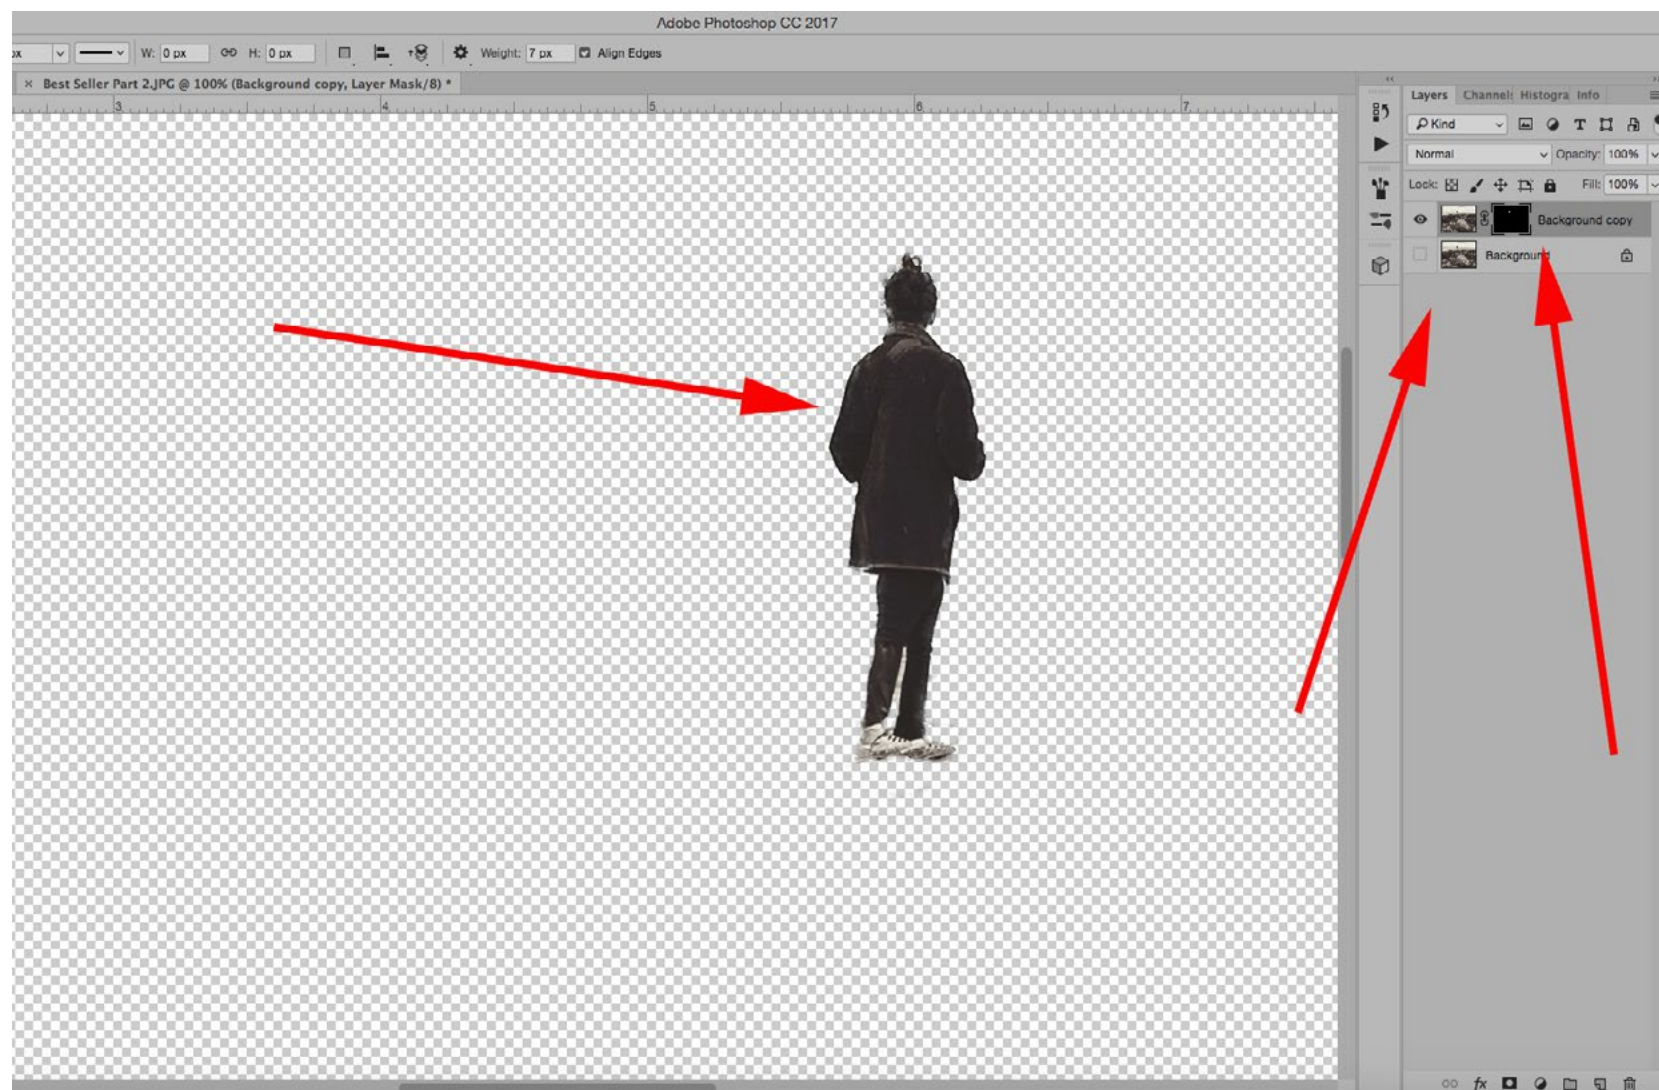 Adobe Photoshop CC 2017
px W: 0 px H: 0 px Weight: 7 px Align Edges
× Best Seller Part 2.JPG @ 100% (Background copy, Layer Mask/8) *
3 4 5 6 7
Layers Channels Histogra Info
Kind
Normal Opacity: 100%
Lock: Fill: 100%
Background copy
Background
fx